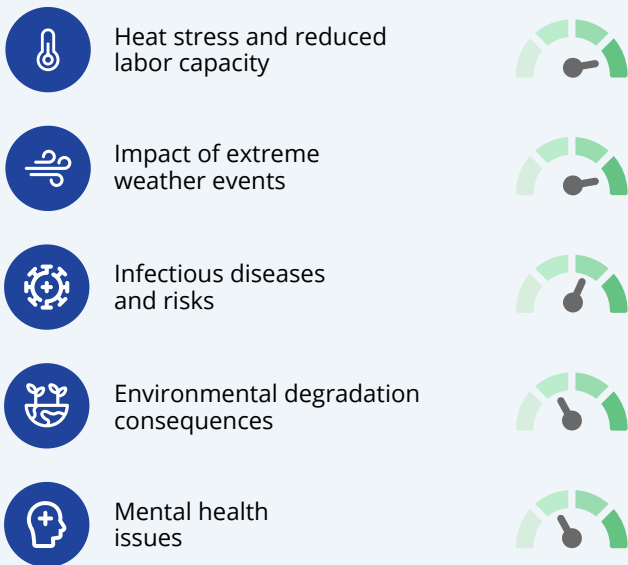 Heat stress and reduced
labor capacity
Impact of extreme
weather events
Infectious diseases
and risks
Environmental degradation
consequences
Mental health
issues